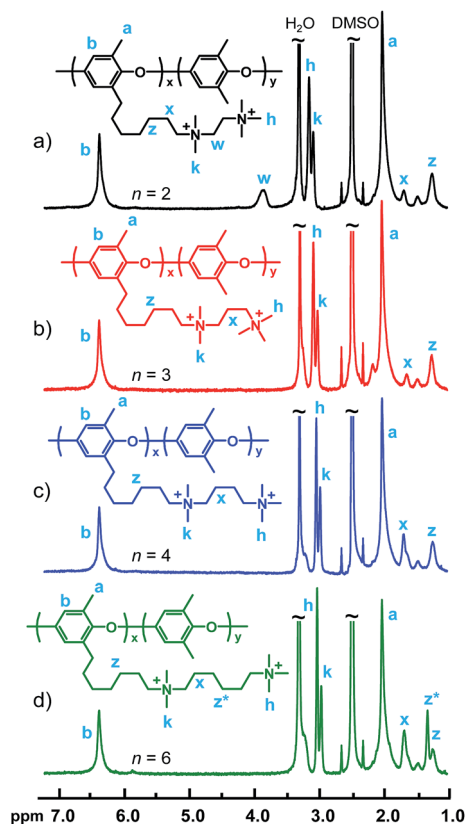 H₂O DMSO
a
b a
( O ) x ( O ) y
x
z
N+
w
N+
h
k
h
k
a)
b
n = 2
w
x
z
b a
( O ) x ( O ) y
z
N+
x
N+
h
k
h
k
a
b)
b
n = 3
x
z
b a
( O ) x ( O ) y
z
N+
x
N+
k
h
h
k
a
c)
b
n = 4
x
z
b a
( O ) x ( O ) y
z
N+
x
z*
N+
k
h
h
k
a
d)
b
n = 6
x
z*
z
ppm 7.0 6.0 5.0 4.0 3.0 2.0 1.0